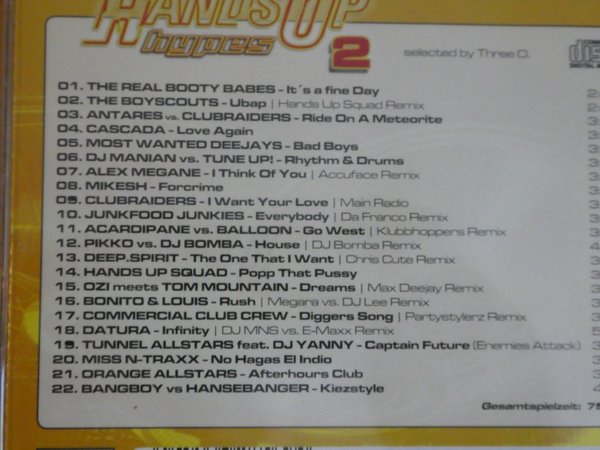 HANDS UP
hypes 2
selected by Three O.
01. THE REAL BOOTY BABES - It´s a fine Day
02. THE BOYSCOUTS - Ubap | Hands Up Squad Remix
03. ANTARES vs. CLUBRAIDERS - Ride On A Meteorite
04. CASCADA - Love Again
05. MOST WANTED DEEJAYS - Bad Boys
06. DJ MANIAN vs. TUNE UP! - Rhythm & Drums
07. ALEX MEGANE - I Think Of You | Accuface Remix
08. MIKESH - Forcrime
09. CLUBRAIDERS - I Want Your Love | Main Radio
10. JUNKFOOD JUNKIES - Everybody | Da Franco Remix
11. ACARDIPANE vs. BALLOON - Go West | Klubbhoppers Remix
12. PIKKO vs. DJ BOMBA - House | DJ Bomba Remix
13. DEEP.SPIRIT - The One That I Want | Chris Cute Remix
14. HANDS UP SQUAD - Popp That Pussy
15. OZI meets TOM MOUNTAIN - Dreams | Max Deejay Remix
16. BONITO & LOUIS - Rush | Megara vs. DJ Lee Remix
17. COMMERCIAL CLUB CREW - Diggers Song | Partystylerz Remix
18. DATURA - Infinity | DJ MNS vs. E-Maxx Remix
19. TUNNEL ALLSTARS feat. DJ YANNY - Captain Future (Enemies Attack)
20. MISS N-TRAXX - No Hagas El Indio
21. ORANGE ALLSTARS - Afterhours Club
22. BANGBOY vs HANSEBANGER - Kiezstyle
Gesamtspielzeit: